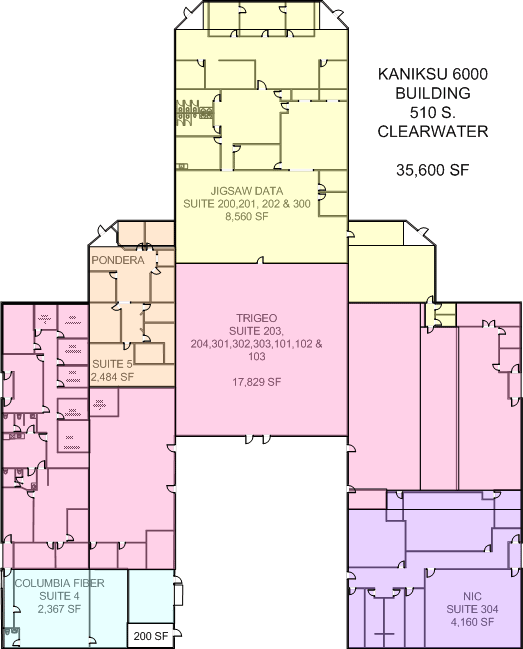 KANIKSU 6000
BUILDING
510 S.
CLEARWATER
35,600 SF
JIGSAW DATA
SUITE 200,201, 202 & 300
8,560 SF
PONDERA
SUITE 5
2,484 SF
TRIGEO
SUITE 203,
204,301,302,303,101,102 &
103
17,829 SF
COLUMBIA FIBER
SUITE 4
2,367 SF
200 SF
NIC
SUITE 304
4,160 SF